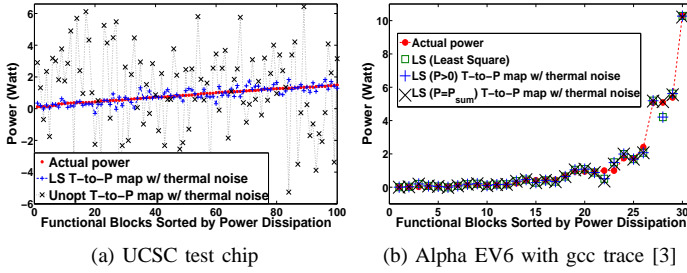 6
4
2
0
−2
−4
−6
Power (Watt)
Actual power
LS T−to−P map w/ thermal noise
Unopt T−to−P map w/ thermal noise
0 20 40 60 80 100
Functional Blocks Sorted by Power Dissipation
(a) UCSC test chip
10
8
6
4
2
0
Power (Watt)
Actual power
LS (Least Square)
LS (P>0) T−to−P map w/ thermal noise
LS (P=Psum) T−to−P map w/ thermal noise
0 5 10 15 20 25 30
Functional Blocks Sorted by Power Dissipation
(b) Alpha EV6 with gcc trace [3]